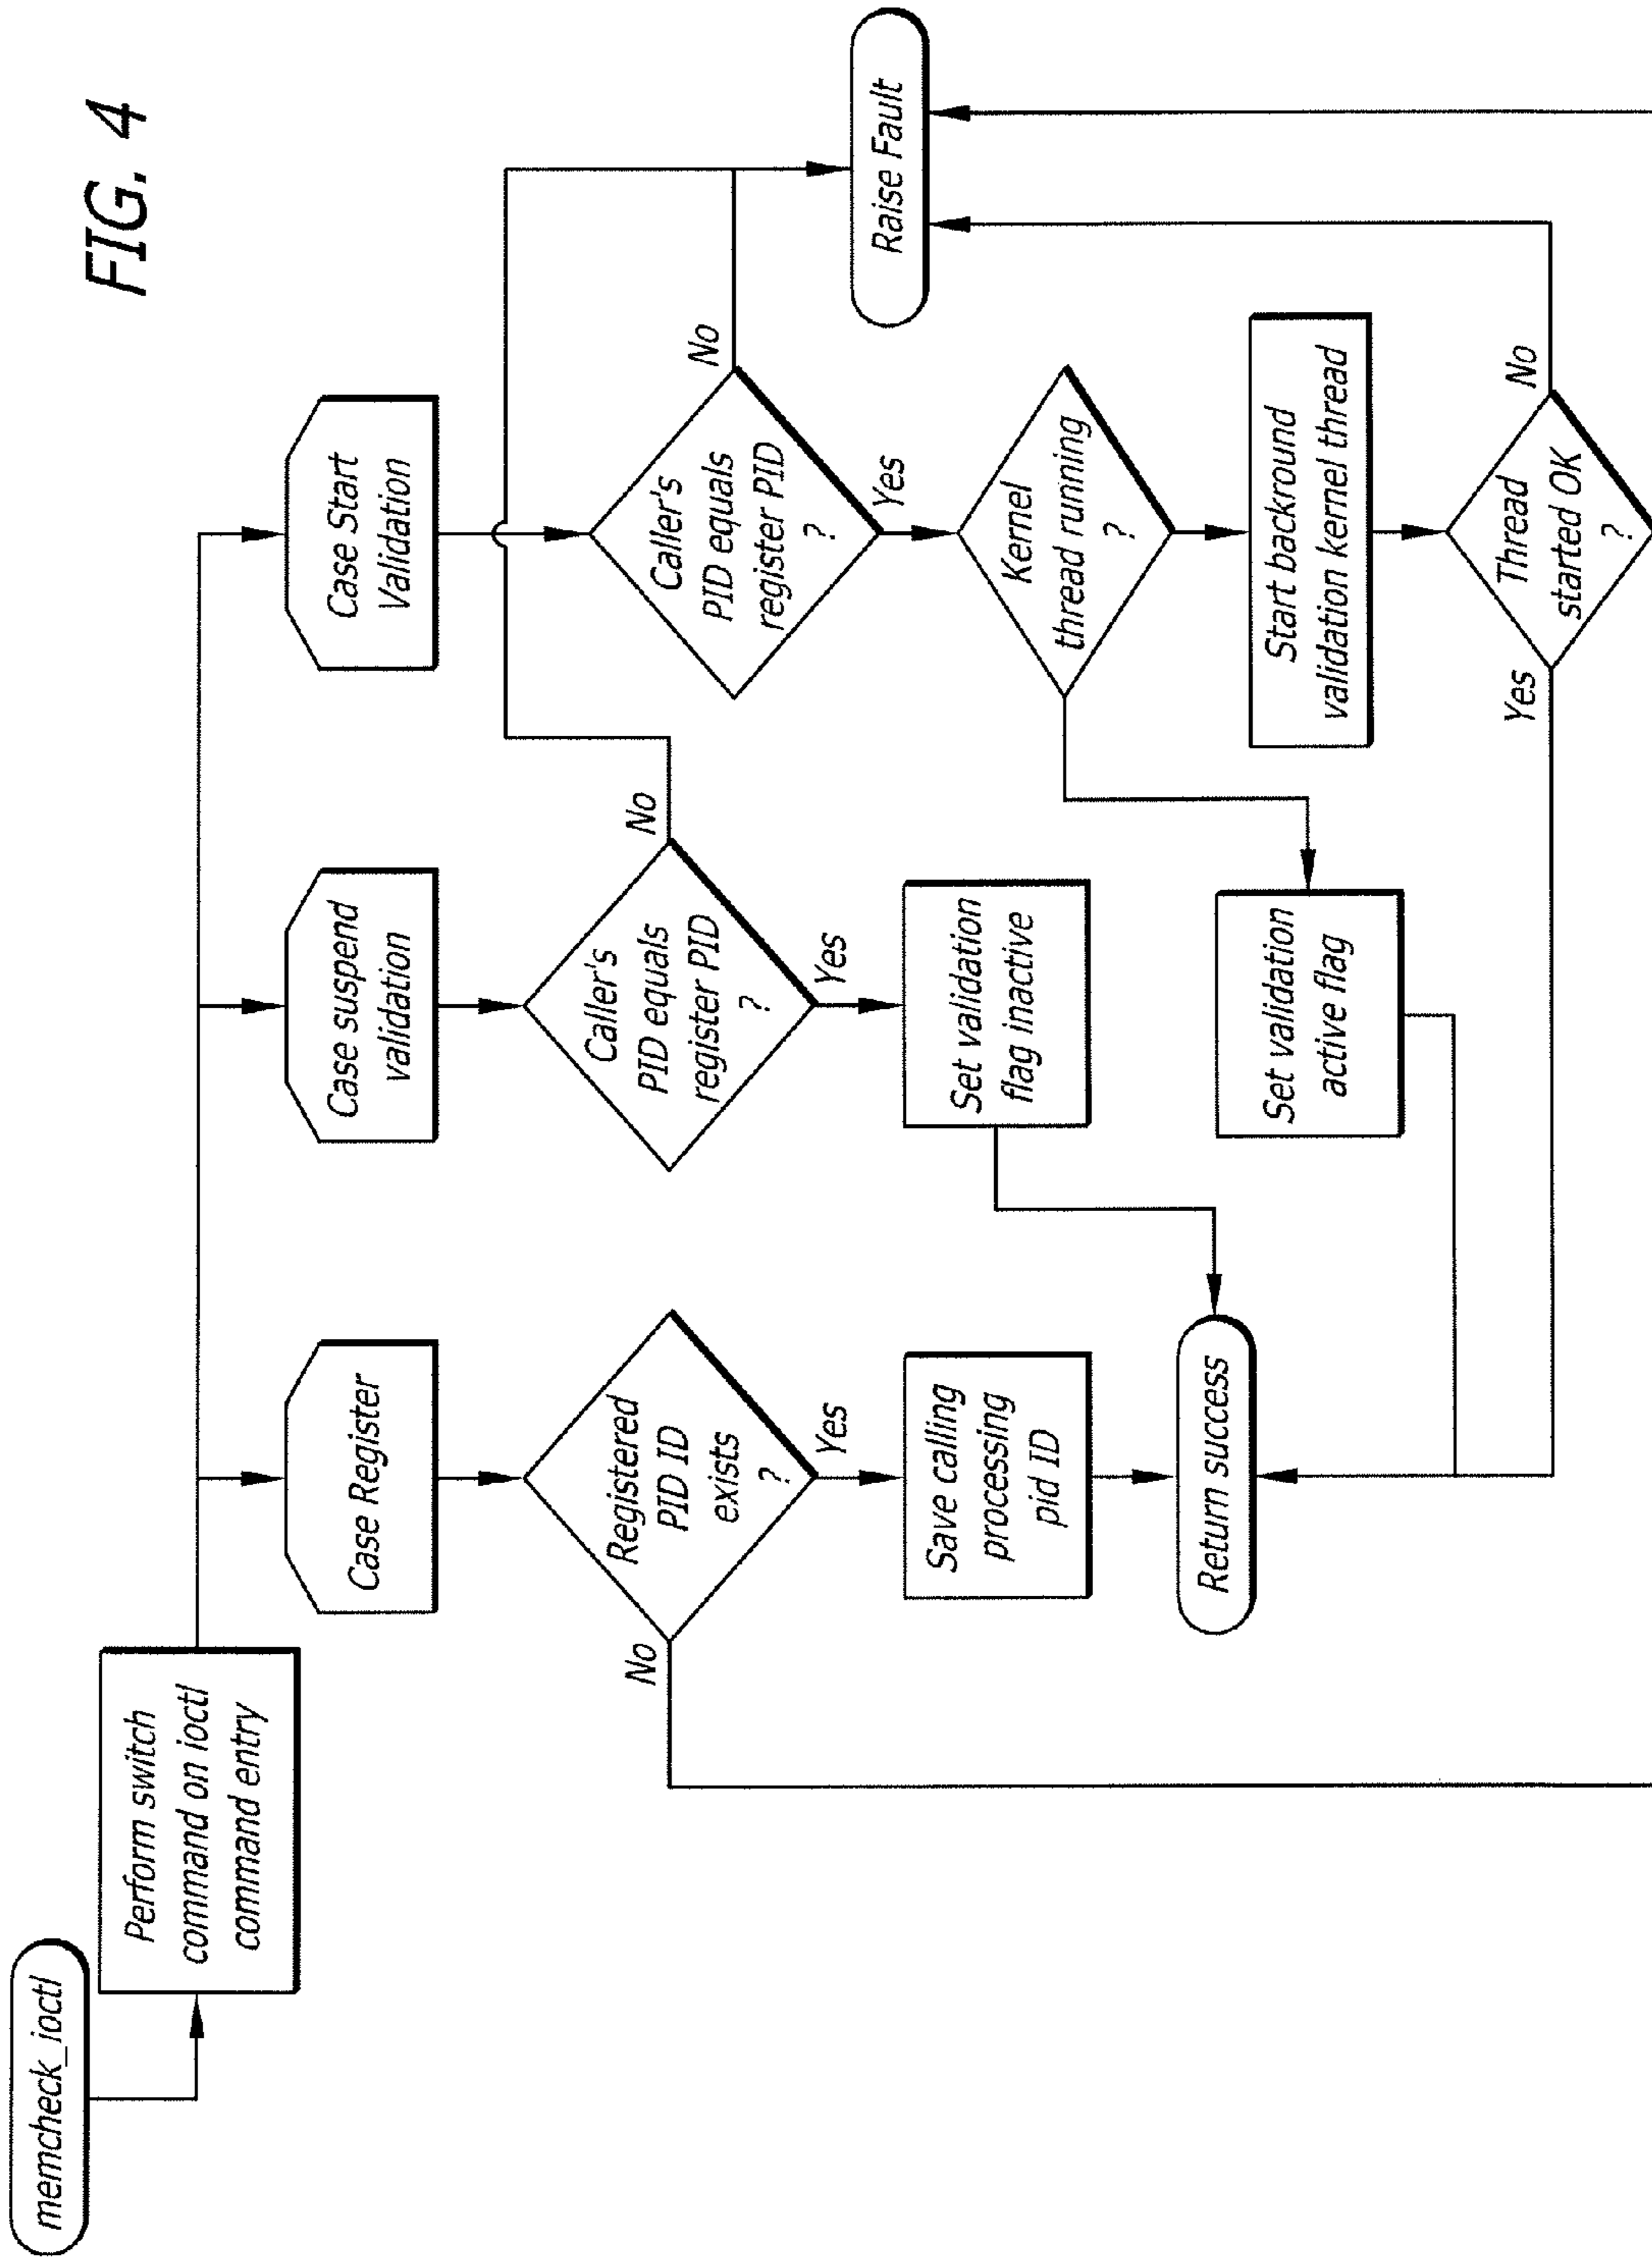 FIG. 4
memcheck_ioctl
Perform switch
command on ioctl
command entry
Case Register
Case suspend
validation
Case Start
Validation
Registered
PID ID
exists
?
No
Yes
Caller's
PID equals
register PID
?
No
Yes
Caller's
PID equals
register PID
?
No
Yes
Raise Fault
Save calling
processing
pid ID
Set validation
flag inactive
Kernel
thread running
?
Return success
Set validation
active flag
Start backround
validation kernel thread
Thread
started OK
?
Yes
No